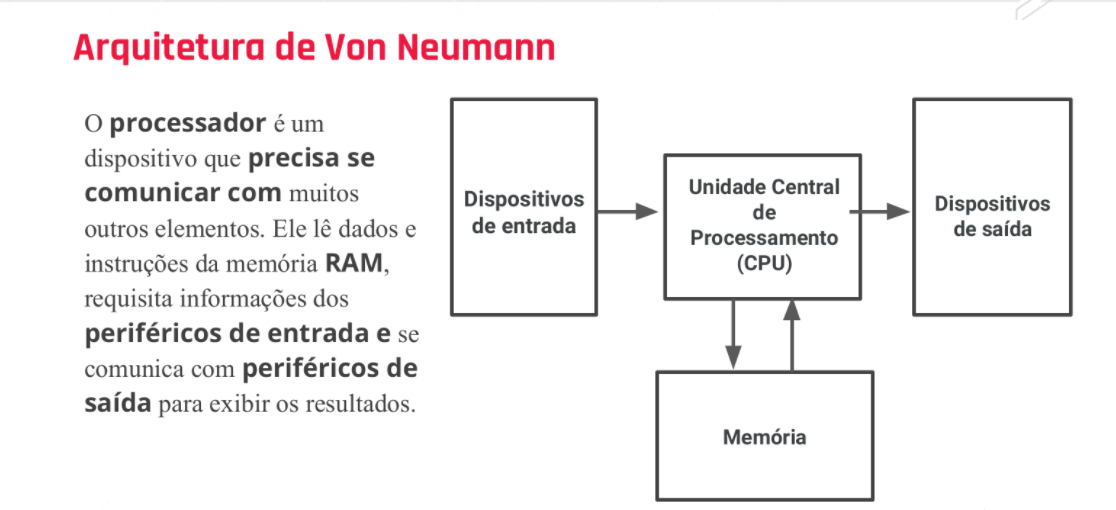 Arquitetura de Von Neumann
O processador é um
dispositivo que precisa se
comunicar com muitos
outros elementos. Ele lê dados e
instruções da memória RAM,
requisita informações dos
periféricos de entrada e se
comunica com periféricos de
saída para exibir os resultados.
Dispositivos
de entrada
Unidade Central
de
Processamento
(CPU)
Dispositivos
de saída
Memória